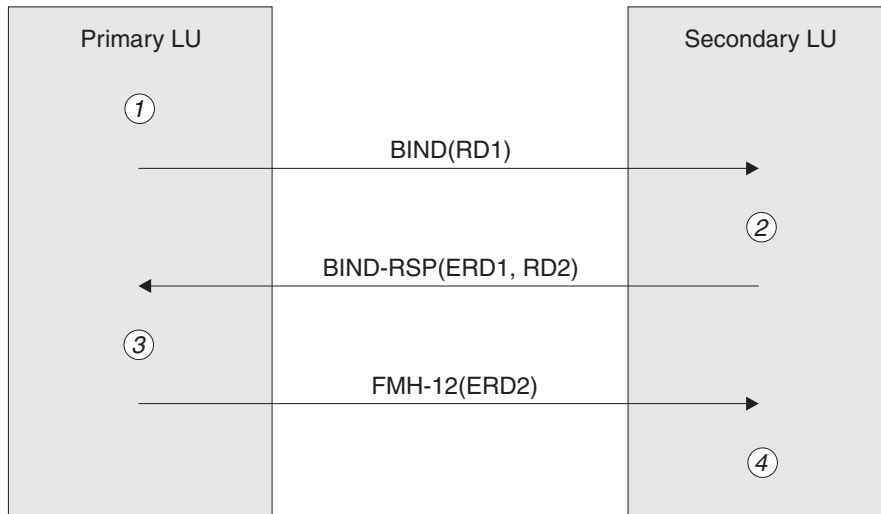 Primary LU
Secondary LU
1
BIND(RD1)
2
BIND-RSP(ERD1, RD2)
3
FMH-12(ERD2)
4